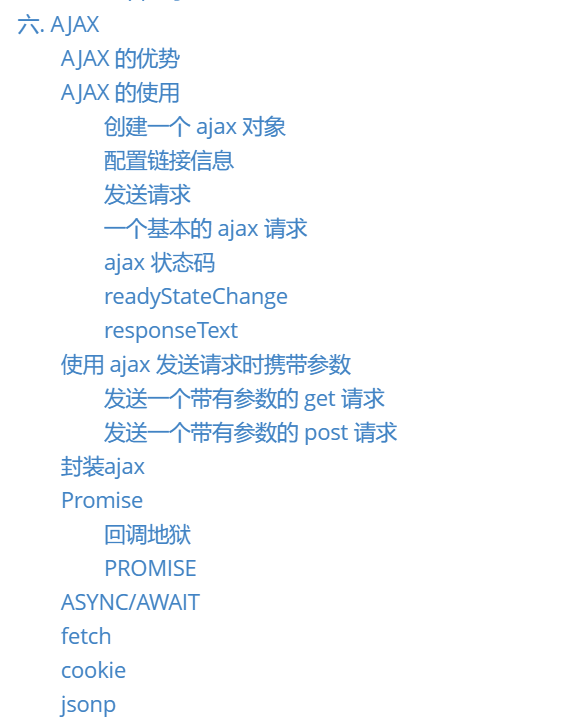 六. AJAX
AJAX 的优势
AJAX 的使用
创建一个 ajax 对象
配置链接信息
发送请求
一个基本的 ajax 请求
ajax 状态码
readyStateChange
responseText
使用 ajax 发送请求时携带参数
发送一个带有参数的 get 请求
发送一个带有参数的 post 请求
封装ajax
Promise
回调地狱
PROMISE
ASYNC/AWAIT
fetch
cookie
jsonp